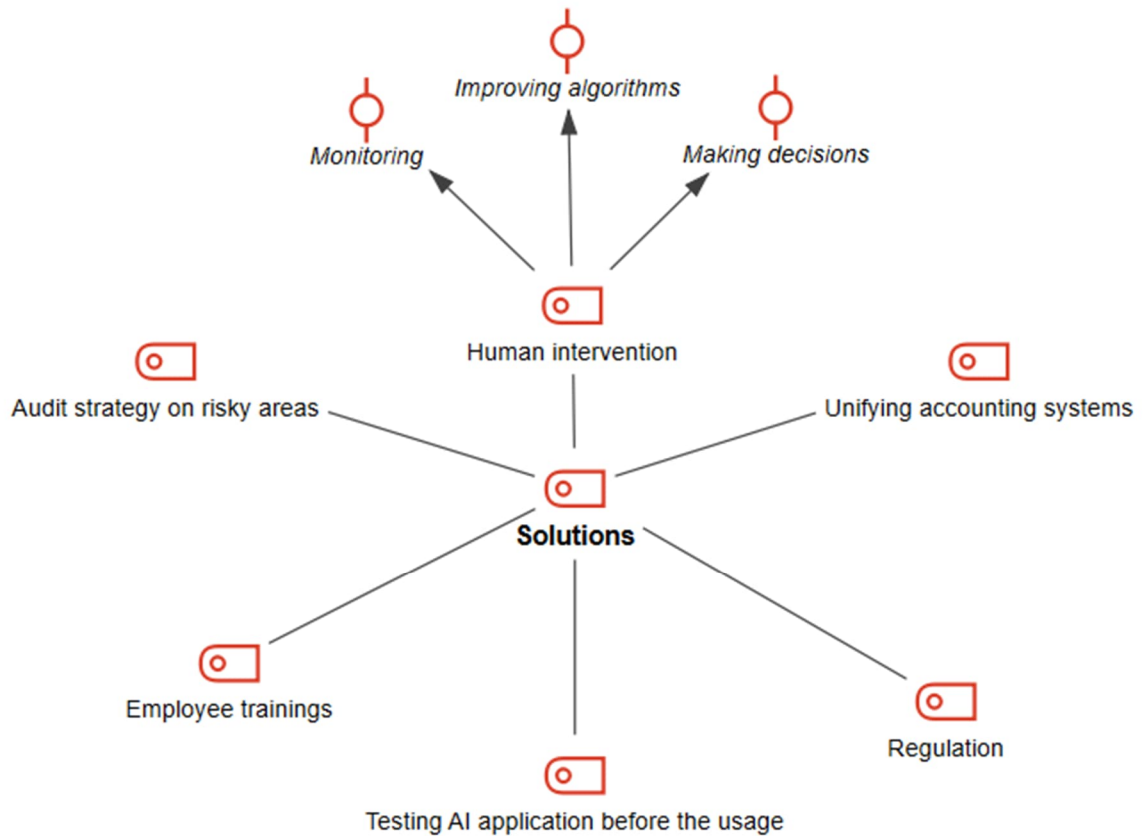 Improving algorithms
Monitoring
Making decisions
Human intervention
Audit strategy on risky areas
Unifying accounting systems
Solutions
Employee trainings
Regulation
Testing AI application before the usage